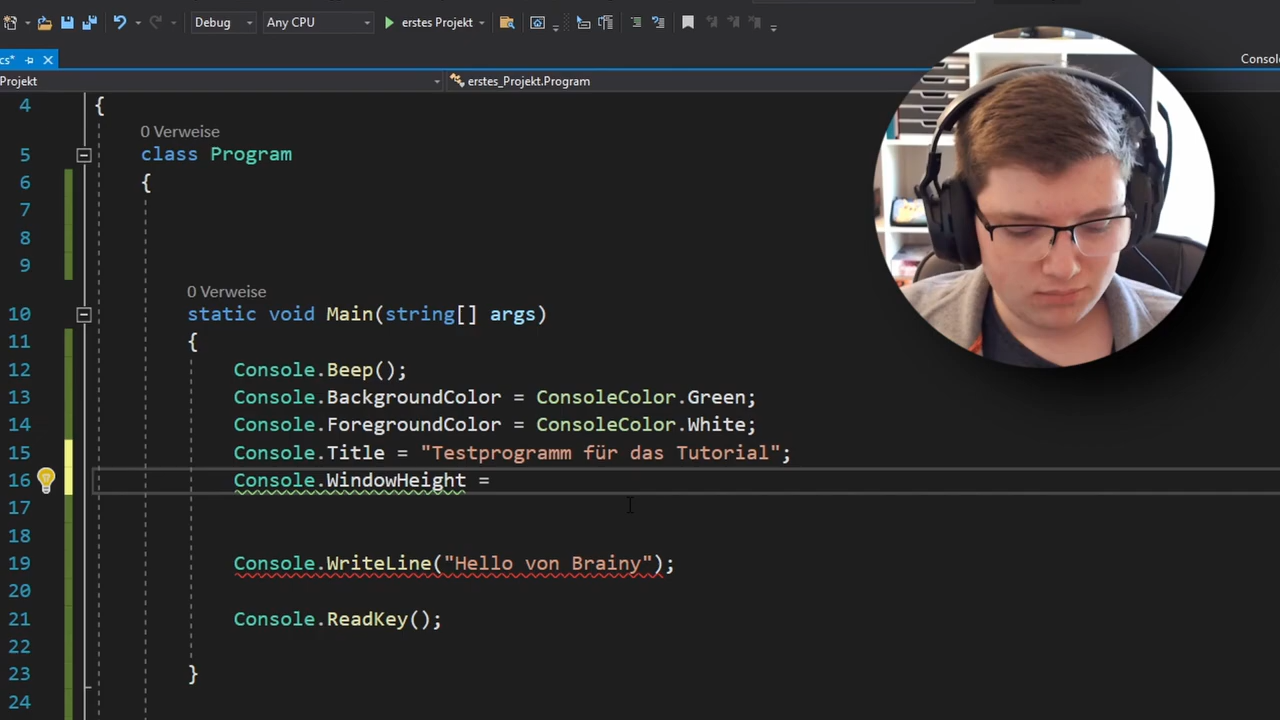 Debug Any CPU erstes Projekt
cs*
Console
Projekt erstes_Projekt.Program
4 {
0 Verweise
5 class Program
6 {
7
8
9
0 Verweise
10 static void Main(string[] args)
11 {
12 Console.Beep();
13 Console.BackgroundColor = ConsoleColor.Green;
14 Console.ForegroundColor = ConsoleColor.White;
15 Console.Title = "Testprogramm für das Tutorial";
16 Console.WindowHeight =
17
18
19 Console.WriteLine("Hello von Brainy");
20
21 Console.ReadKey();
22
23 }
24